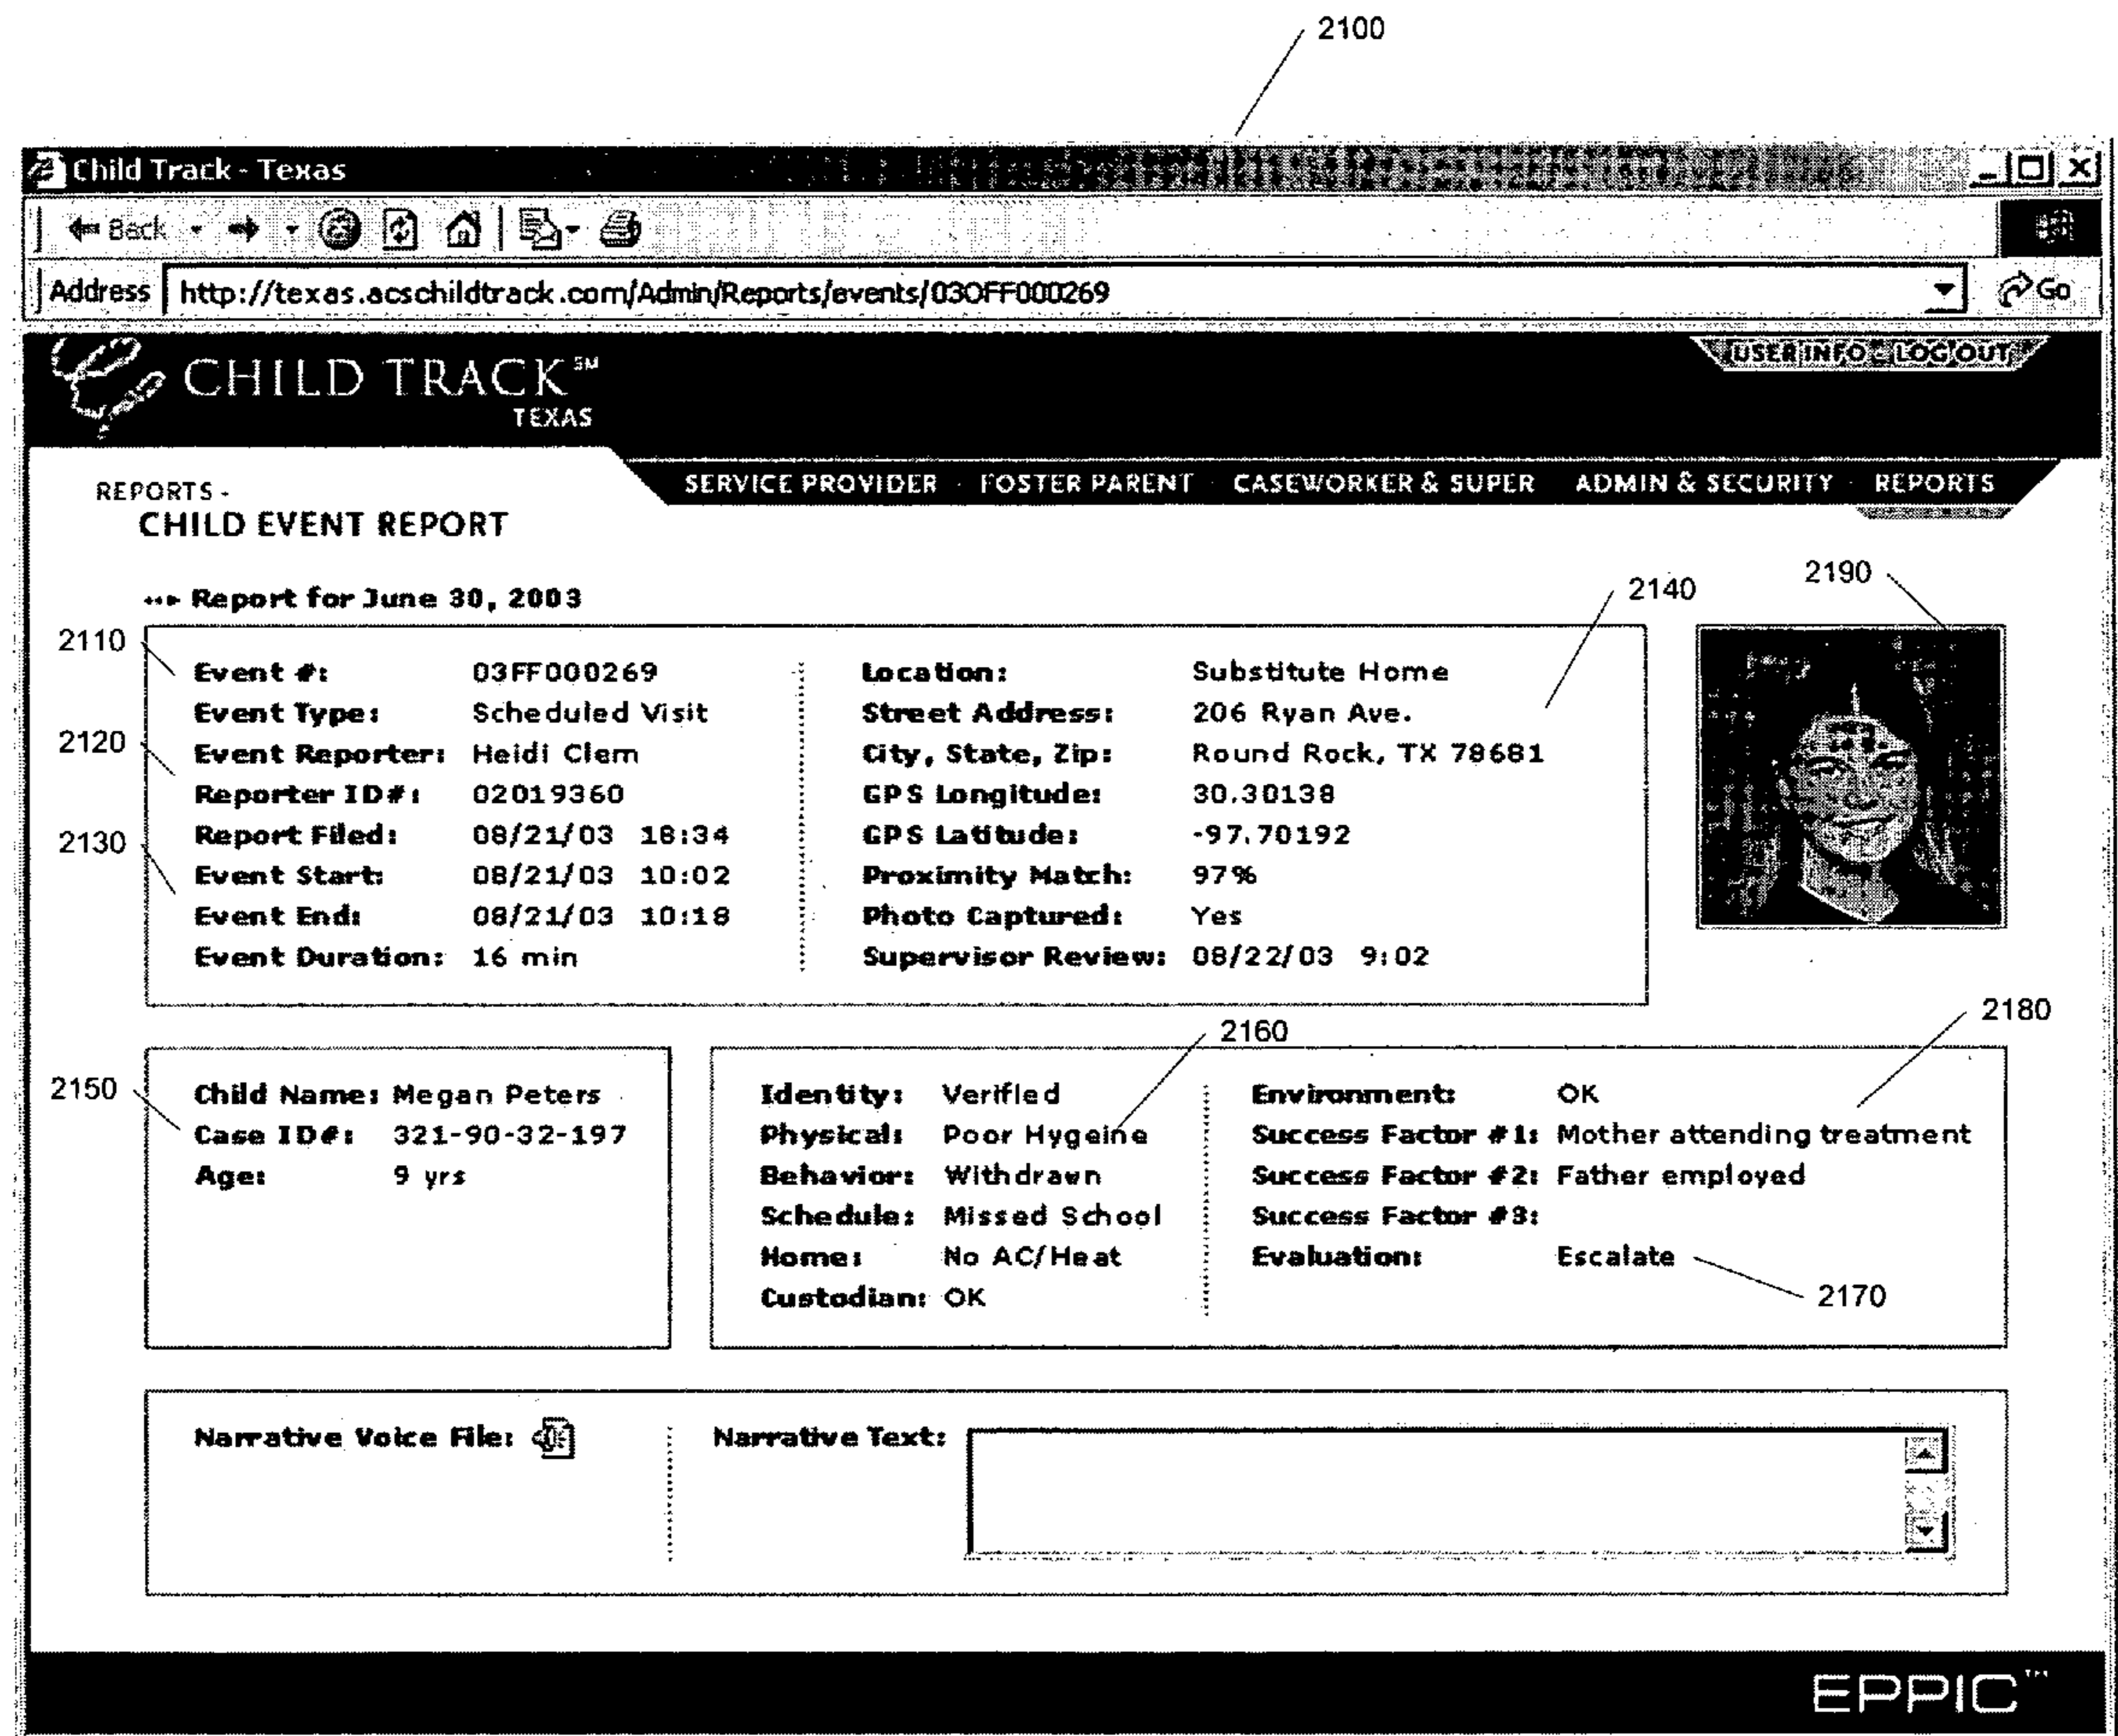 2100
Child Track - Texas
Back
Address http://texas.acschildtrack.com/Admin/Reports/events/03OFF000269 Go
USER INFO - LOG OUT
CHILD TRACK SM
TEXAS
SERVICE PROVIDER · FOSTER PARENT · CASEWORKER & SUPER ADMIN & SECURITY · REPORTS
REPORTS -
CHILD EVENT REPORT
Report for June 30, 2003
2140
2190
2110
Event #: 03FF000269
Event Type: Scheduled Visit
2120
Event Reporter: Heidi Clem
Reporter ID#: 02019360
2130
Report Filed: 08/21/03 18:34
Event Start: 08/21/03 10:02
Event End: 08/21/03 10:18
Event Duration: 16 min
Location: Substitute Home
Street Address: 206 Ryan Ave.
City, State, Zip: Round Rock, TX 78681
GPS Longitude: 30.30138
GPS Latitude: -97.70192
Proximity Match: 97%
Photo Captured: Yes
Supervisor Review: 08/22/03 9:02
2160
2180
2150
Child Name: Megan Peters
Case ID#: 321-90-32-197
Age: 9 yrs
Identity: Verified
Physical: Poor Hygeine
Behavior: Withdrawn
Schedule: Missed School
Home: No AC/Heat
Custodian: OK
Environment: OK
Success Factor #1: Mother attending treatment
Success Factor #2: Father employed
Success Factor #3:
Evaluation: Escalate
2170
Narrative Voice File:
Narrative Text:
EPPIC™